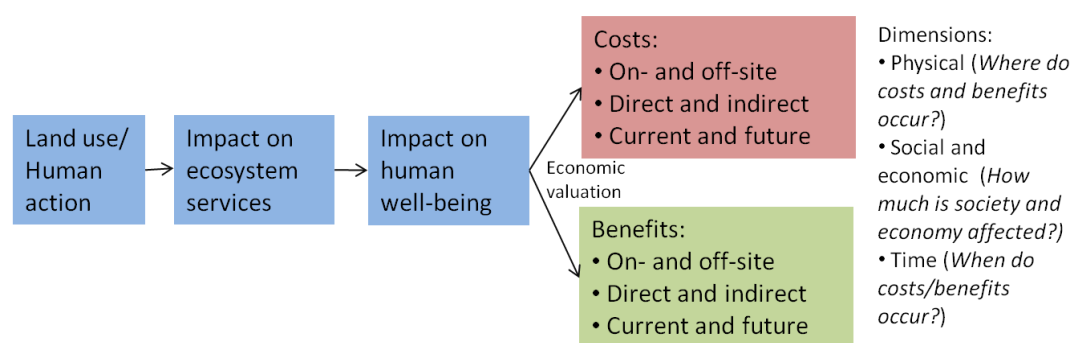 Land use/
Human
action
Impact on
ecosystem
services
Impact on
human
well-being
Economic
valuation
Costs:
• On- and off-site
• Direct and indirect
• Current and future
Benefits:
• On- and off-site
• Direct and indirect
• Current and future
Dimensions:
• Physical (Where do
costs and benefits
occur?)
• Social and
economic (How
much is society and
economy affected?)
• Time (When do
costs/benefits
occur?)